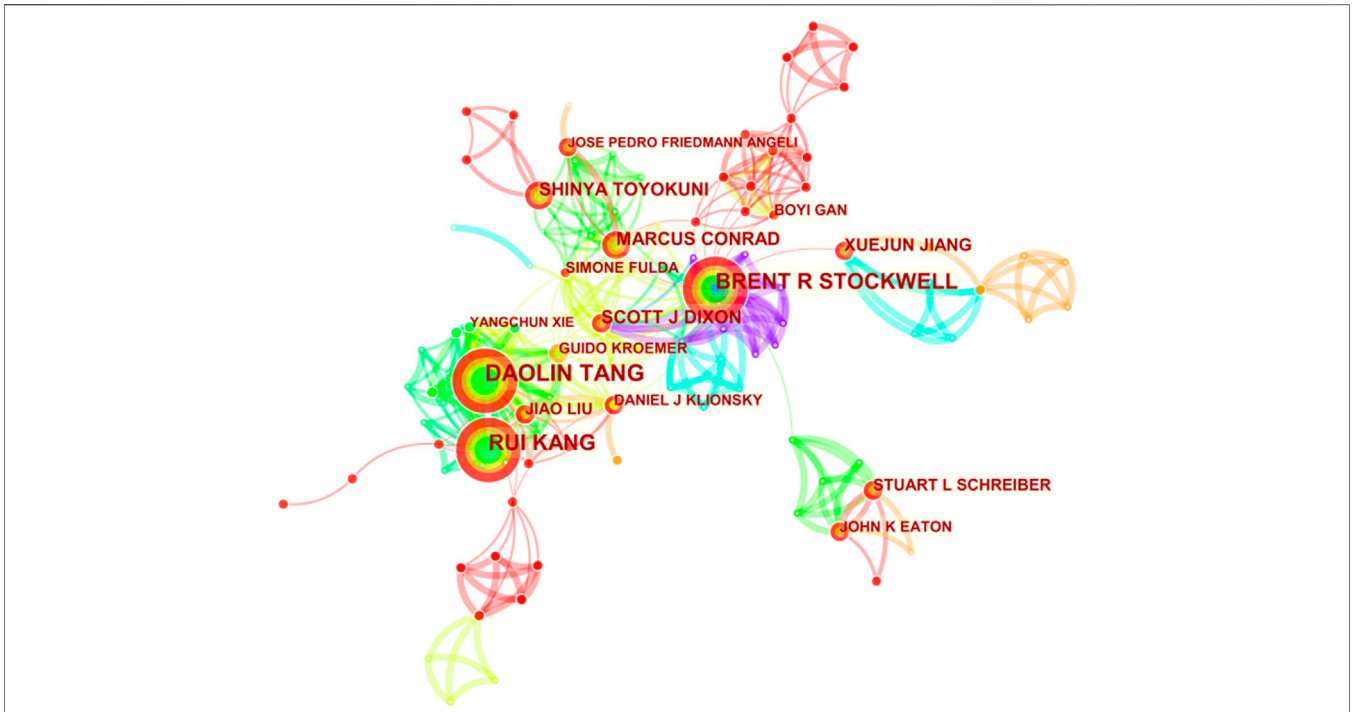 JOSE PEDRO FRIEDMANN ANGELI
SHINYA TOYOKUNI
BOYI GAN
MARCUS CONRAD
XUEJUN JIANG
SIMONE FULDA
BRENT R STOCKWELL
SCOTT J DIXON
YANGCHUN XIE
GUIDO KROEMER
DAOLIN TANG
DANIEL J KLIONSKY
JIAO LIU
RUI KANG
STUART L SCHREIBER
JOHN K EATON